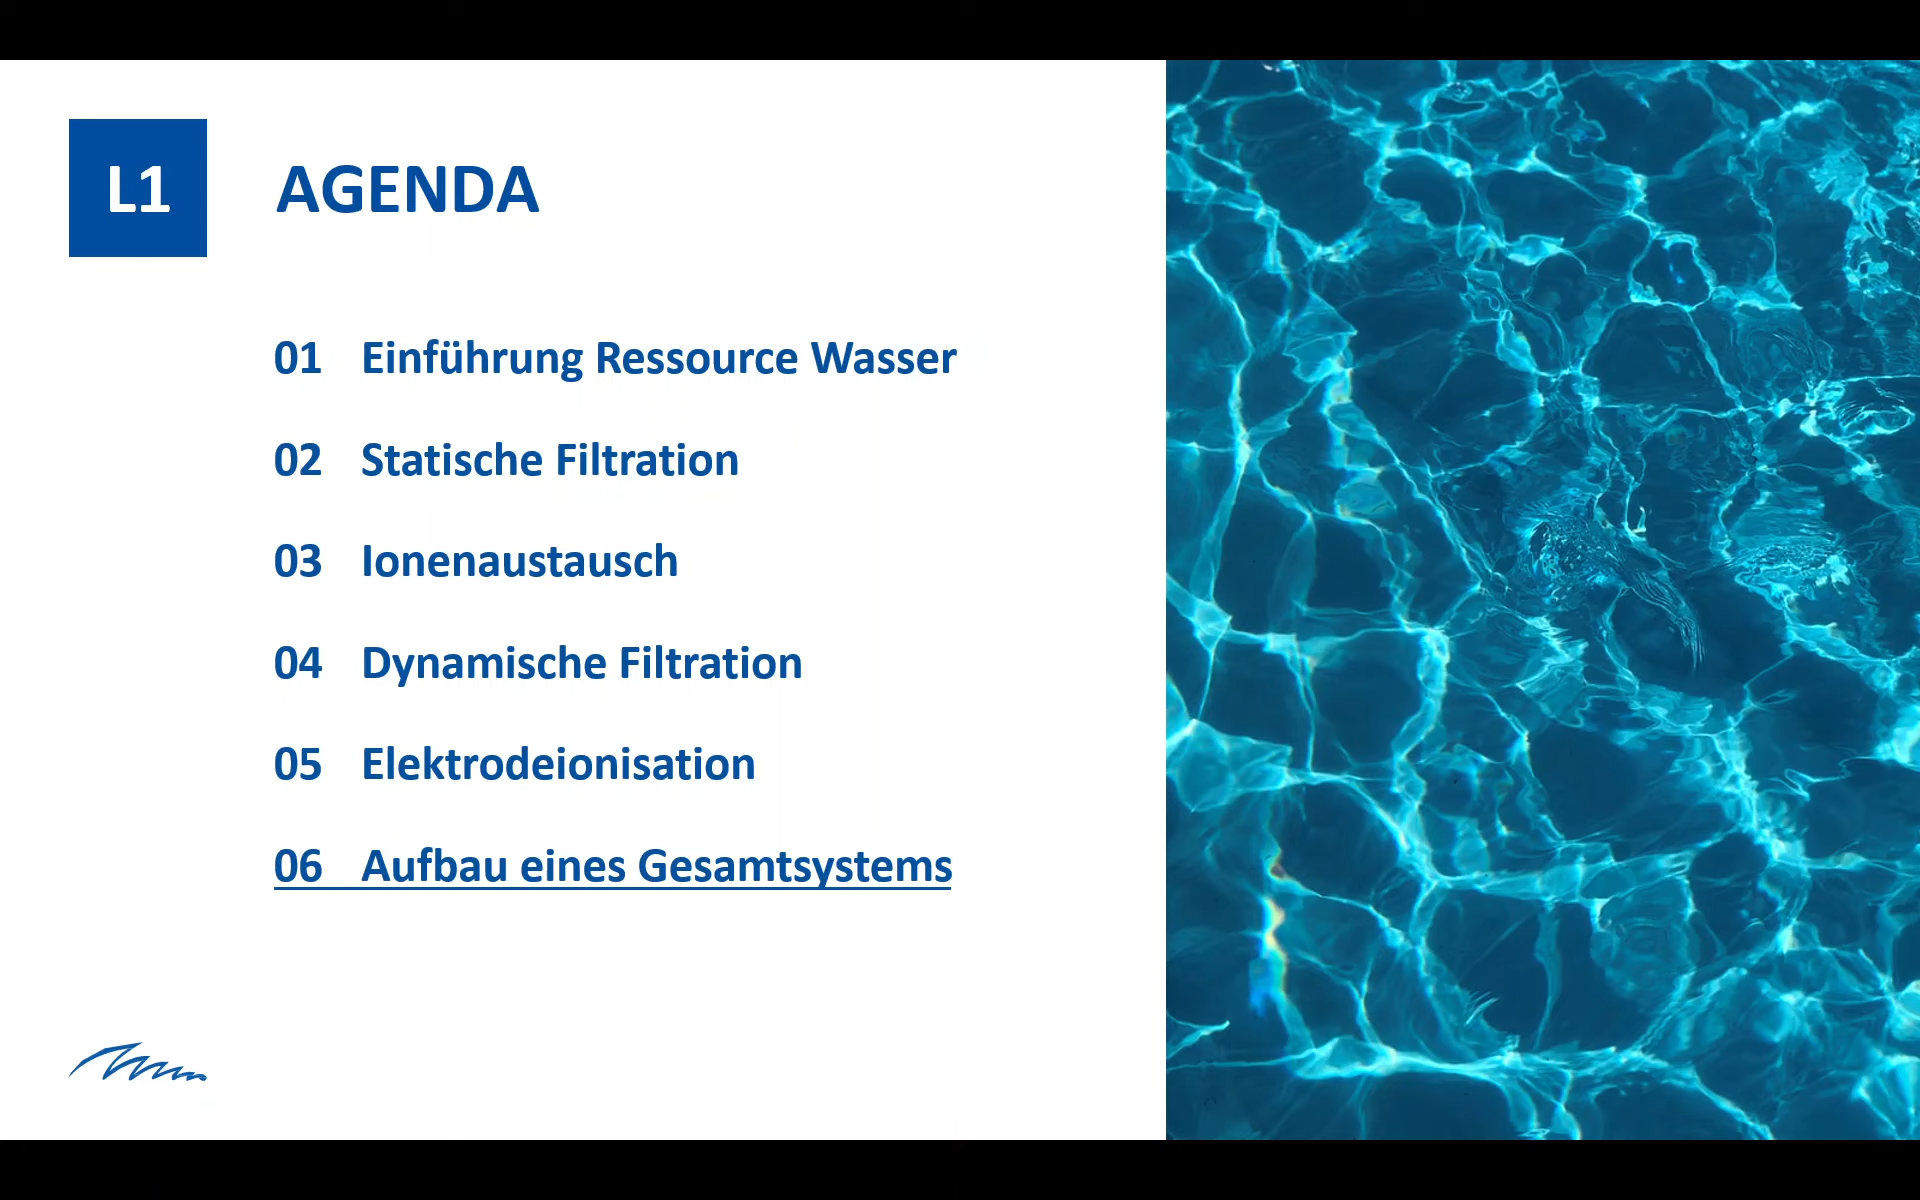 L1
AGENDA
01 Einführung Ressource Wasser
02 Statische Filtration
03 Ionenaustausch
04 Dynamische Filtration
05 Elektrodeionisation
06 Aufbau eines Gesamtsystems